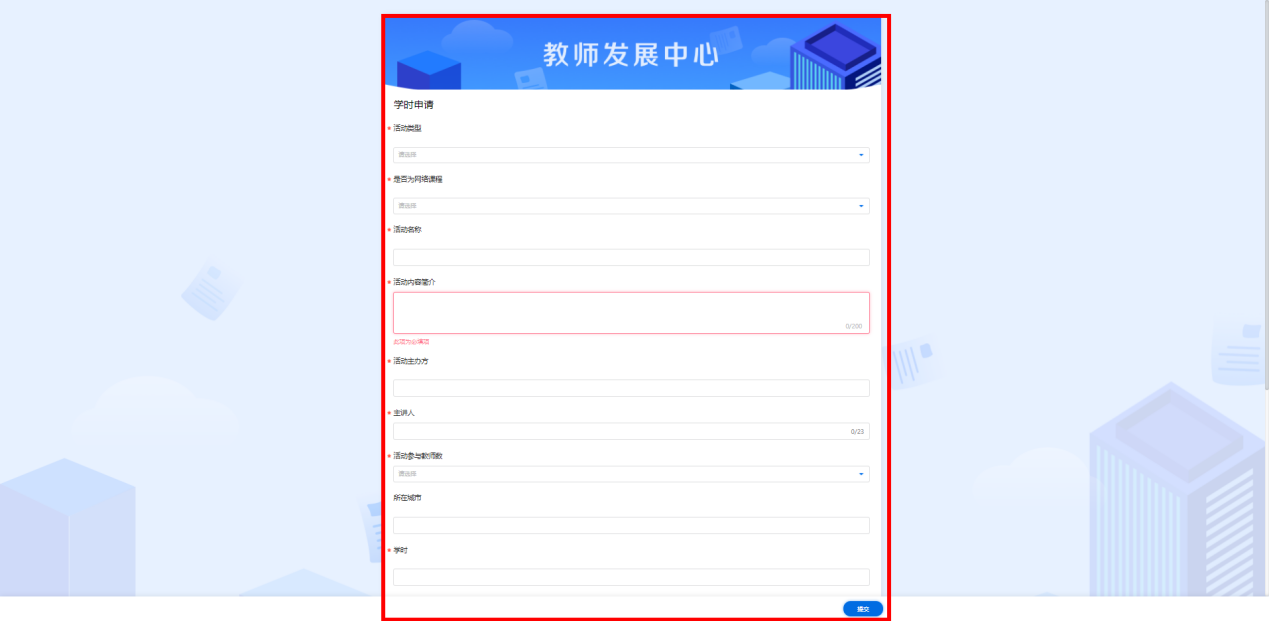 教师发展中心
学时申请
* 活动类型
请选择
* 是否为网络课程
请选择
* 活动名称
* 活动内容简介
0/200
此项为必填项
* 活动主办方
* 主讲人
0/23
* 活动参与教师数
请选择
所在城市
* 学时
提交